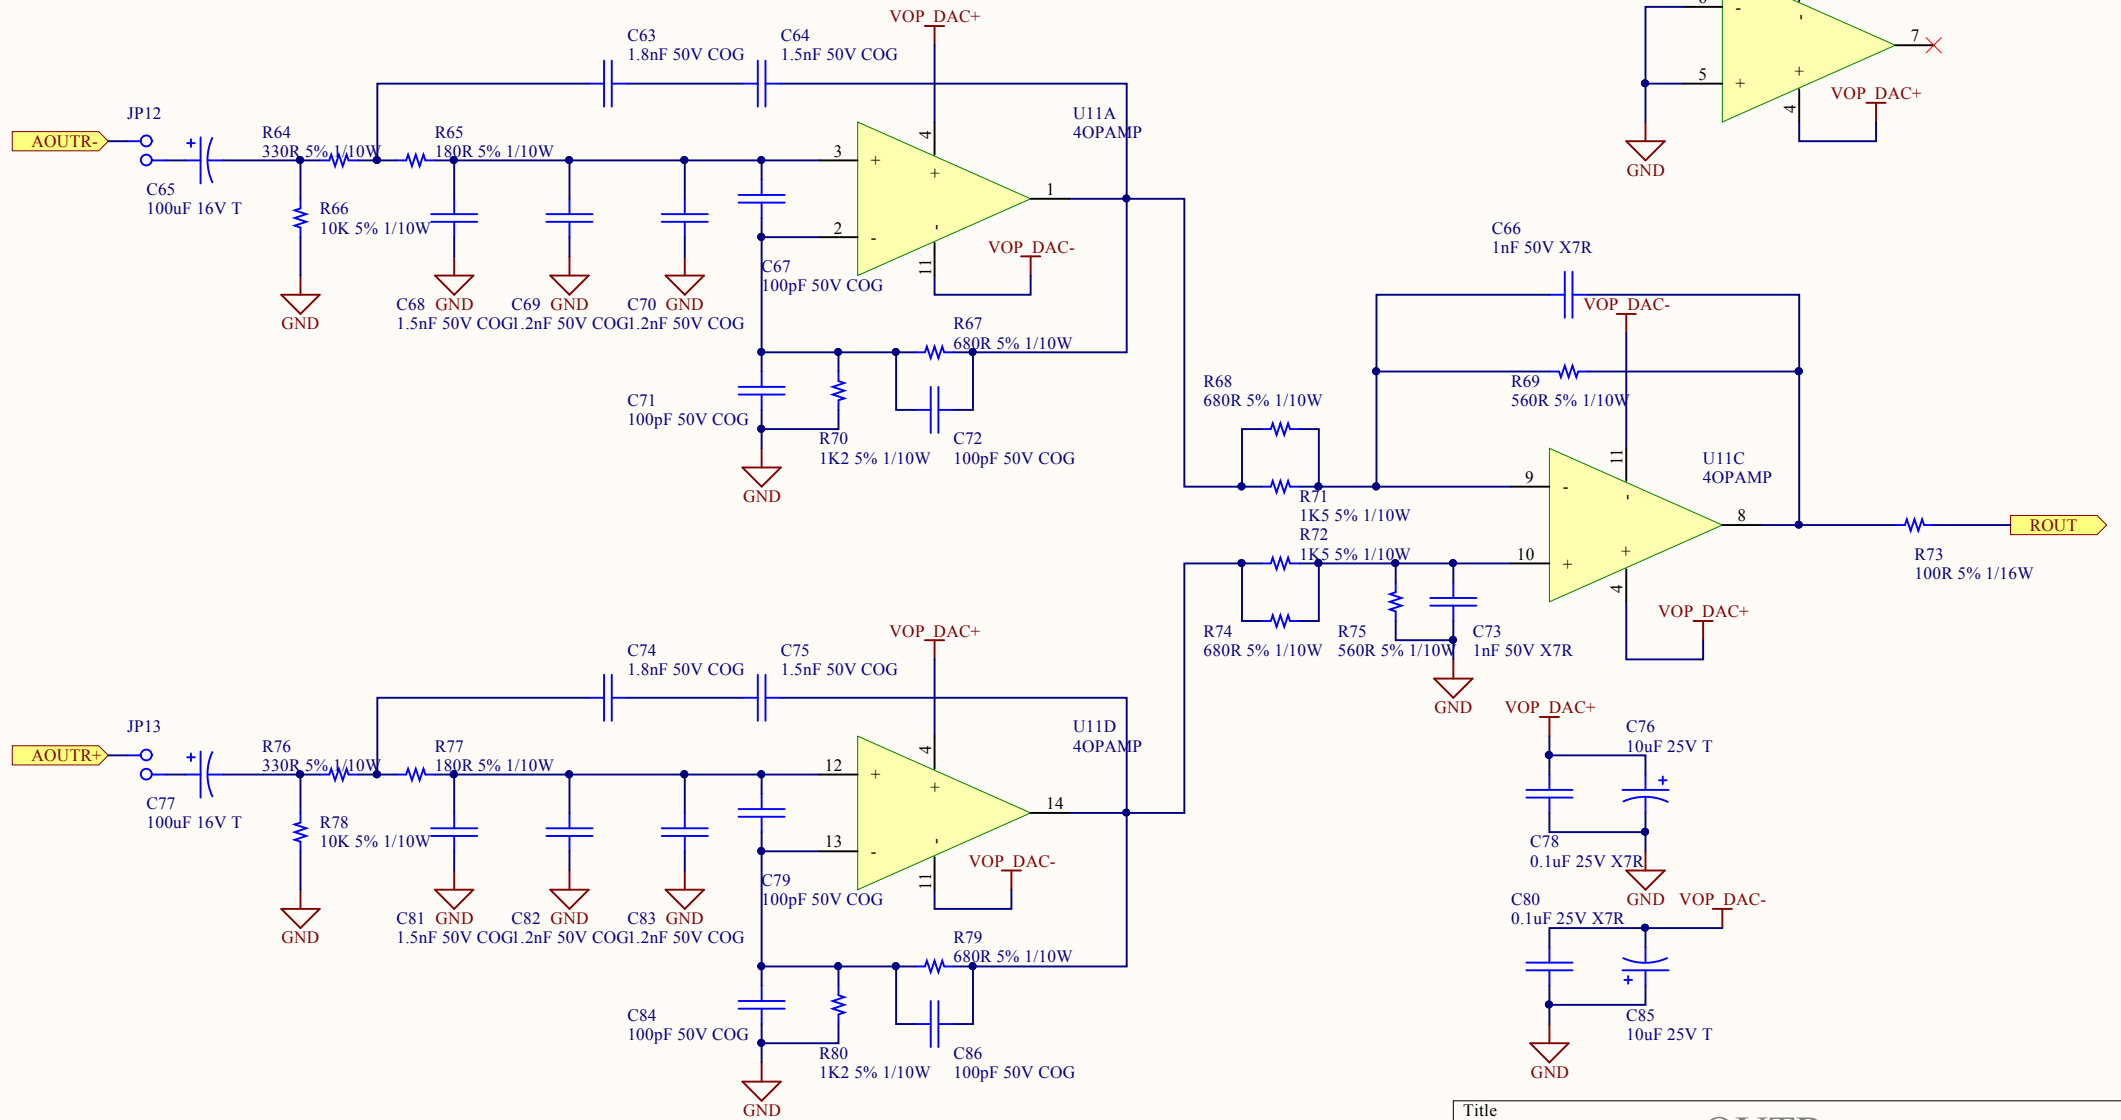 VOP_DAC+
C63
1.8nF 50V COG
C64
1.5nF 50V COG
7
5
+
-
+
-
4
VOP_DAC+
GND
JP12
AOUTR-
+
C65
100uF 16V T
R64
330R 5% 1/10W
R65
180R 5% 1/10W
R66
10K 5% 1/10W
GND
C68
1.5nF 50V COG
GND
C69
1.2nF 50V COG
GND
C70
1.2nF 50V COG
GND
3
+
2
-
4
+
-
11
1
U11A
4OPAMP
VOP_DAC-
C67
100pF 50V COG
R67
680R 5% 1/10W
C71
100pF 50V COG
R70
1K2 5% 1/10W
C72
100pF 50V COG
GND
C66
1nF 50V X7R
VOP_DAC-
R68
680R 5% 1/10W
R69
560R 5% 1/10W
R71
1K5 5% 1/10W
R72
1K5 5% 1/10W
9
-
10
+
11
-
+
4
8
U11C
4OPAMP
VOP_DAC+
ROUT
R73
100R 5% 1/16W
R74
680R 5% 1/10W
R75
560R 5% 1/10W
C73
1nF 50V X7R
GND
VOP_DAC+
C74
1.8nF 50V COG
C75
1.5nF 50V COG
JP13
AOUTR+
+
C77
100uF 16V T
R76
330R 5% 1/10W
R77
180R 5% 1/10W
R78
10K 5% 1/10W
GND
C81
1.5nF 50V COG
GND
C82
1.2nF 50V COG
GND
C83
1.2nF 50V COG
GND
12
+
13
-
4
+
-
11
14
U11D
4OPAMP
VOP_DAC-
C79
100pF 50V COG
R79
680R 5% 1/10W
C84
100pF 50V COG
R80
1K2 5% 1/10W
C86
100pF 50V COG
GND
VOP_DAC+
C76
10uF 25V T
+
C78
0.1uF 25V X7R
GND
C80
0.1uF 25V X7R
VOP_DAC-
+
C85
10uF 25V T
GND
Title